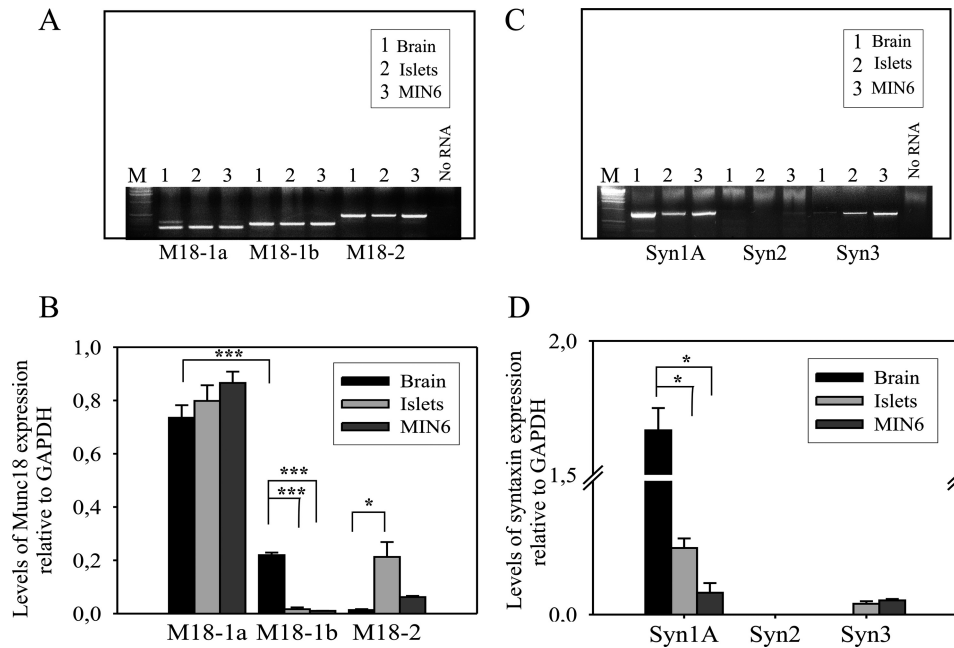 A
1 Brain
2 Islets
3 MIN6
No RNA
M 1 2 3 1 2 3 1 2 3
M18-1a M18-1b M18-2
C
1 Brain
2 Islets
3 MIN6
No RNA
M 1 2 3 1 2 3 1 2 3
Syn1A Syn2 Syn3
B
Levels of Munc18 expression
relative to GAPDH
1,0
0,8
0,6
0,4
0,2
0,0
***
***
***
*
Brain
Islets
MIN6
M18-1a M18-1b M18-2
D
Levels of syntaxin expression
relative to GAPDH
2,0
1,5
0.0
*
*
Brain
Islets
MIN6
Syn1A Syn2 Syn3